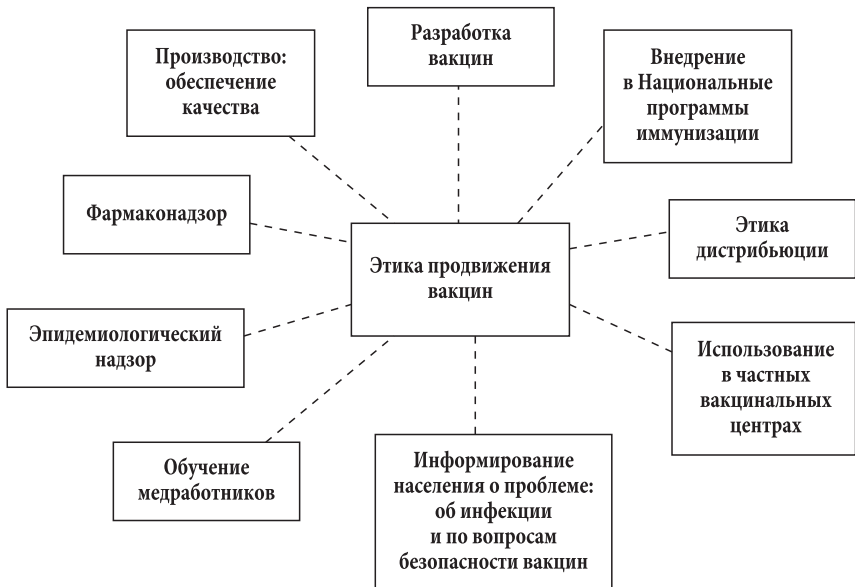 Производство:
обеспечение
качества
Разработка
вакцин
Внедрение
в Национальные
программы
иммунизации
Фармаконадзор
Этика продвижения
вакцин
Этика
дистрибьюции
Эпидемиологический
надзор
Использование
в частных
вакцинальных
центрах
Обучение
медработников
Информирование
населения о проблеме:
об инфекции
и по вопросам
безопасности вакцин